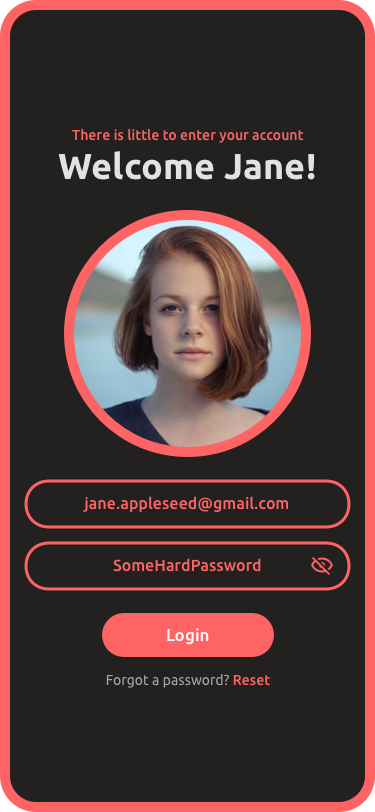 There is little to enter your account
Welcome Jane!
jane.appleseed@gmail.com
SomeHardPassword
Login
Forgot a password? Reset